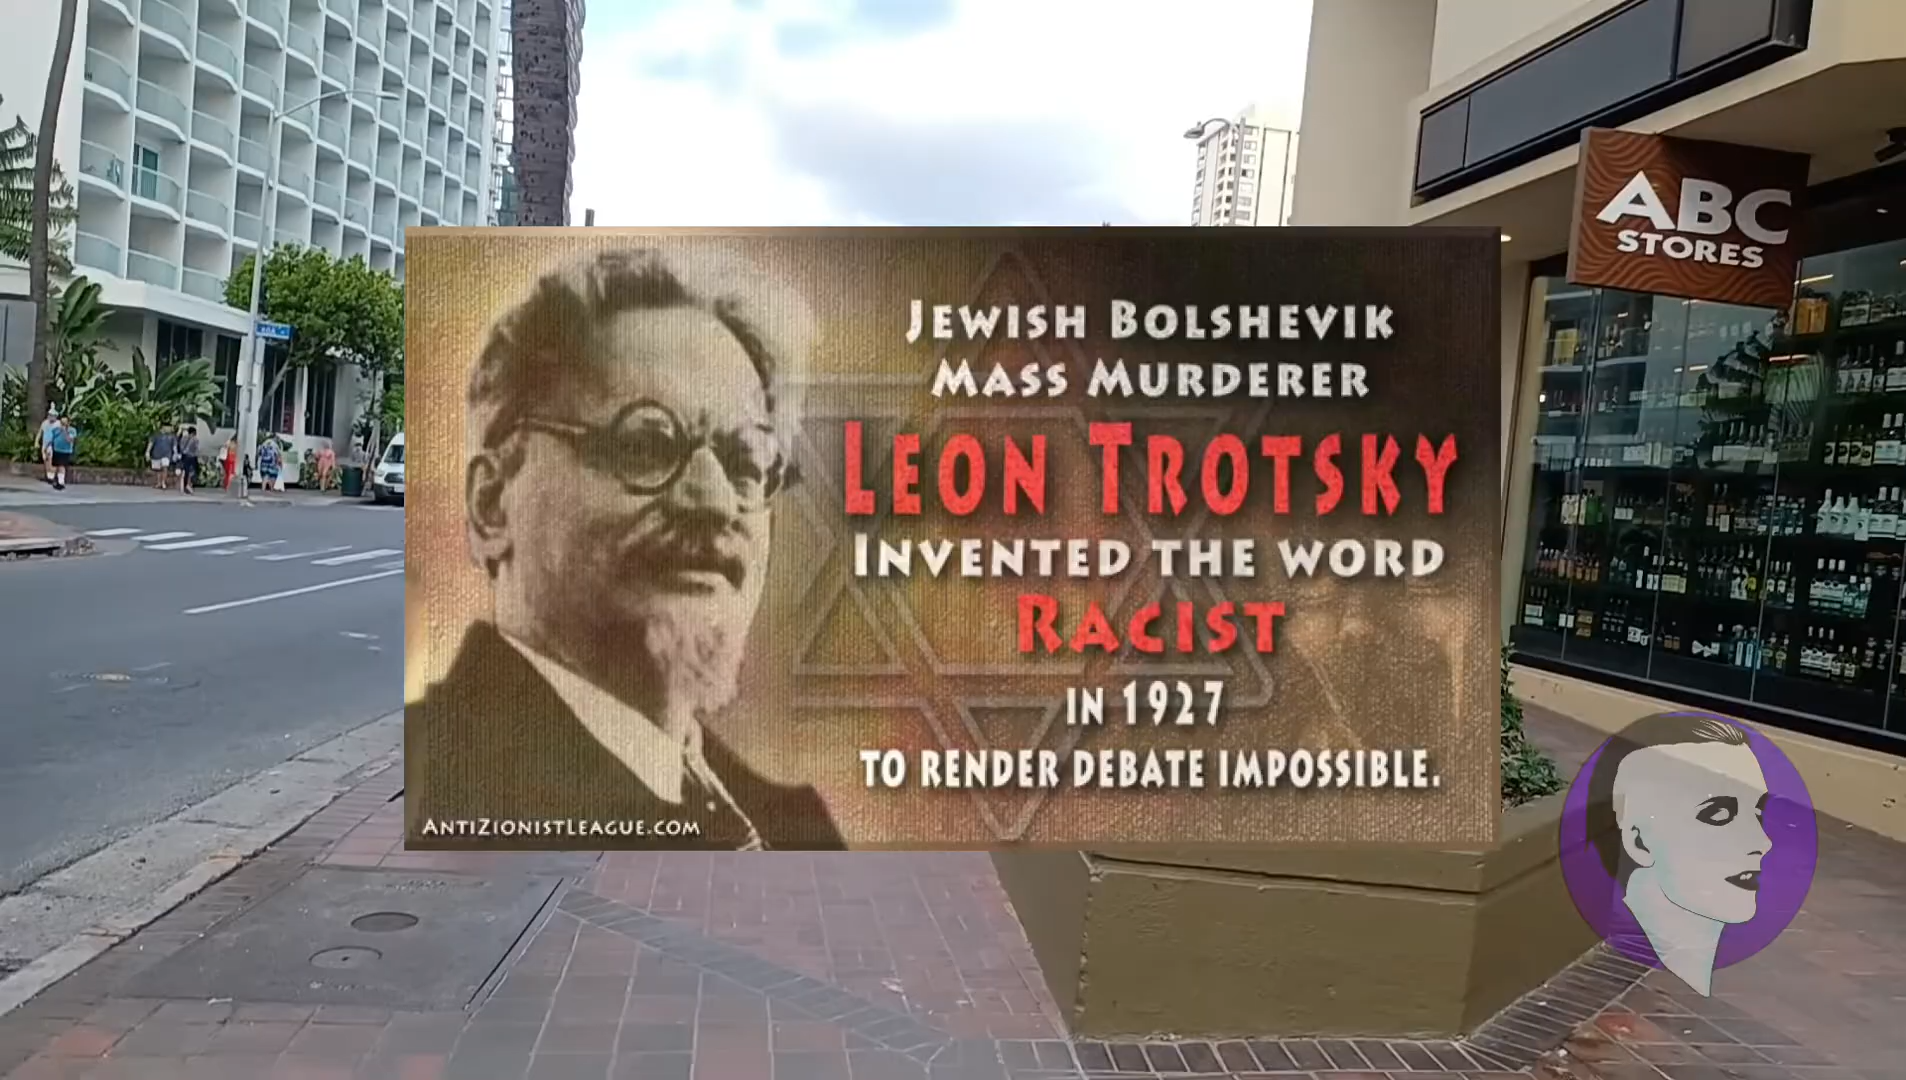 ABC
STORES
JEWISH BOLSHEVIK
MASS MURDERER
LEON TROTSKY
INVENTED THE WORD
RACIST
IN 1927
TO RENDER DEBATE IMPOSSIBLE.
ANTIZIONISTLEAGUE.COM